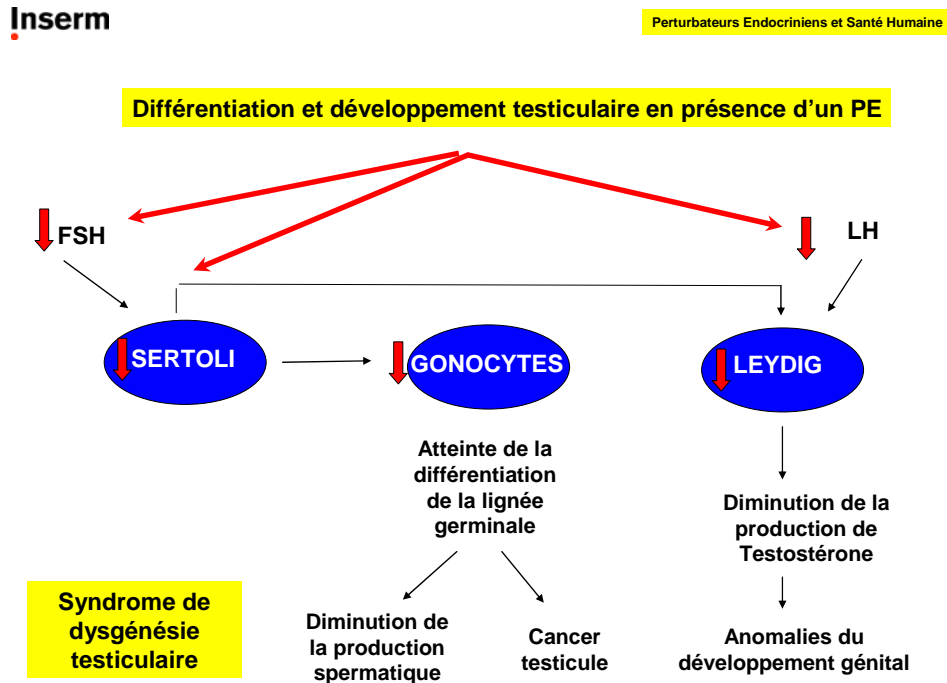 Inserm
Perturbateurs Endocriniens et Santé Humaine
Différentiation et développement testiculaire en présence d'un PE
FSH
LH
SERTOLI
GONOCYTES
LEYDIG
Atteinte de la
différentiation
de la lignée
germinale
Diminution de la
production de
Testostérone
Syndrome de
dysgénésie
testiculaire
Diminution de
la production
spermatique
Cancer
testicule
Anomalies du
développement génital